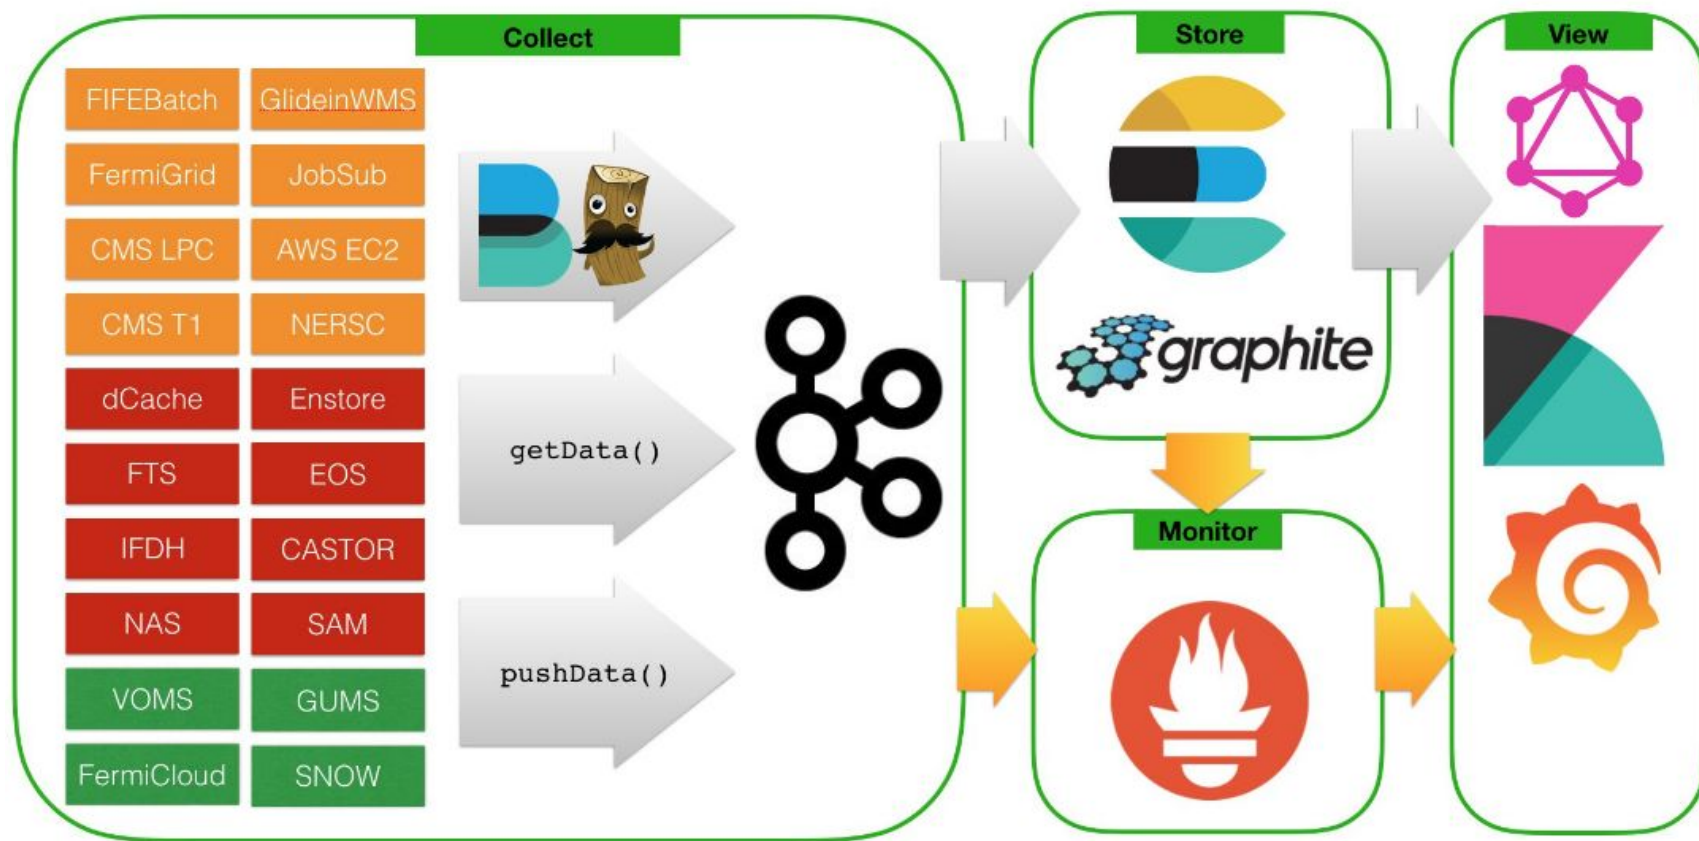 Collect
Store
View
FIFEBatch GlideinWMS
FermiGrid JobSub
CMS LPC AWS EC2
CMS T1 NERSC
dCache Enstore
FTS EOS
IFDH CASTOR
NAS SAM
VOMS GUMS
FermiCloud SNOW
getData()
pushData()
graphite
Monitor